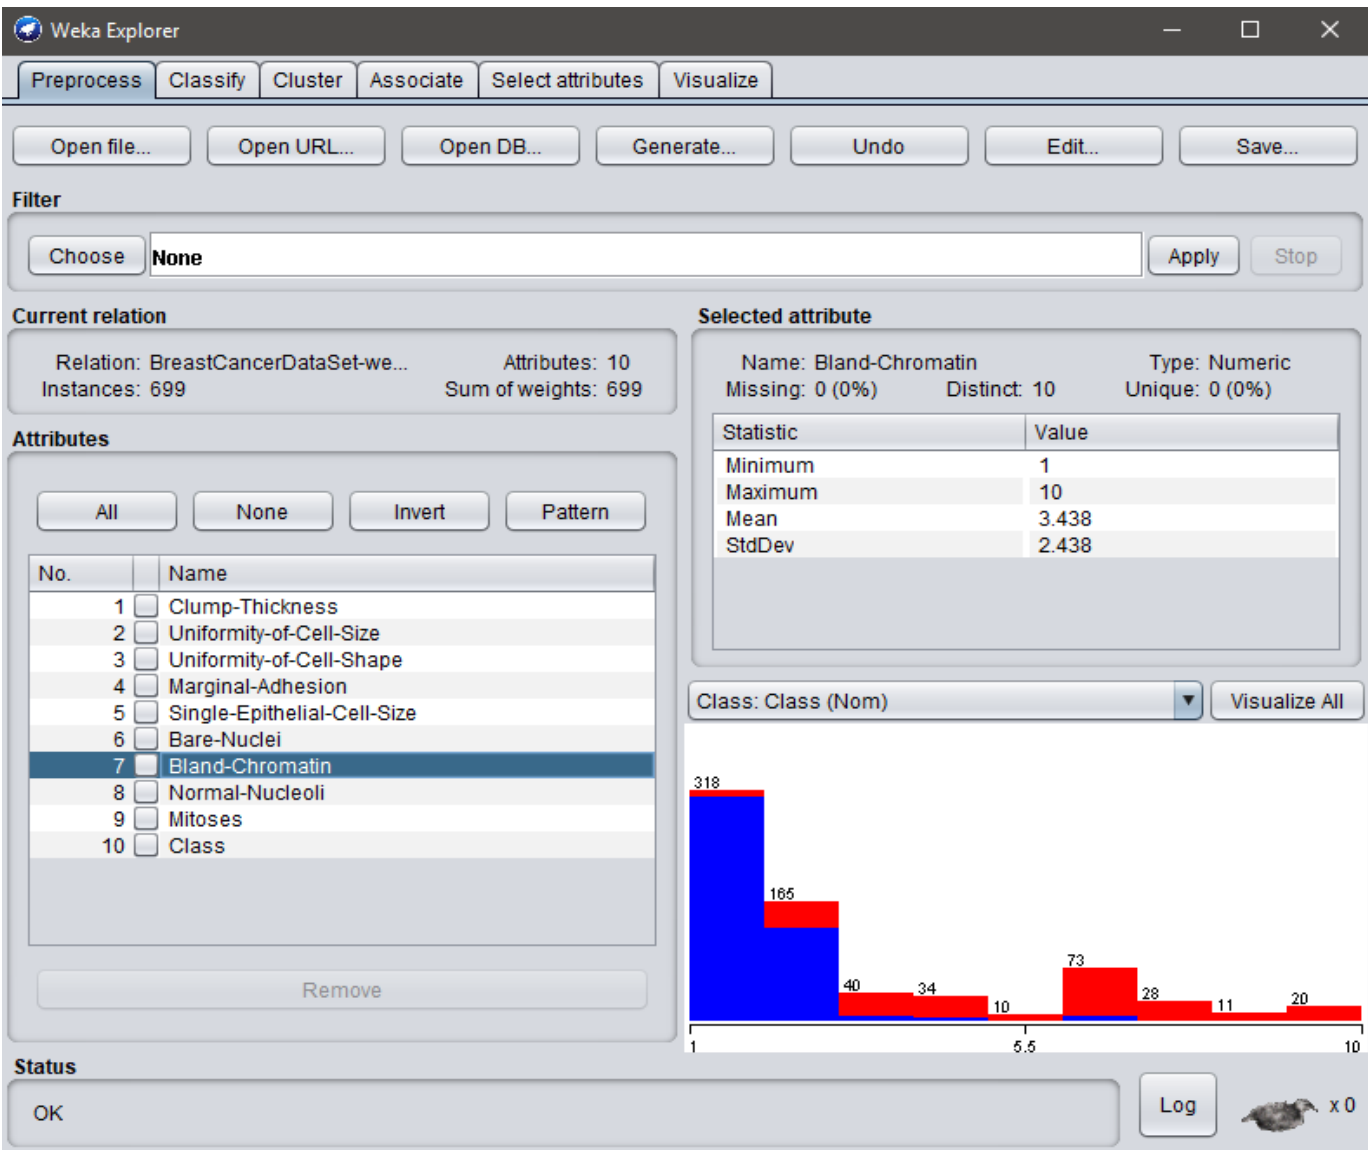 Weka Explorer
Preprocess Classify Cluster Associate Select attributes Visualize
Open file... Open URL... Open DB... Generate... Undo Edit... Save...
Filter
Choose None Apply Stop
Current relation
Relation: BreastCancerDataSet-we... Attributes: 10
Instances: 699 Sum of weights: 699
Attributes
All None Invert Pattern
No. Name
1 Clump-Thickness
2 Uniformity-of-Cell-Size
3 Uniformity-of-Cell-Shape
4 Marginal-Adhesion
5 Single-Epithelial-Cell-Size
6 Bare-Nuclei
7 Bland-Chromatin
8 Normal-Nucleoli
9 Mitoses
10 Class
Remove
Selected attribute
Name: Bland-Chromatin Type: Numeric
Missing: 0 (0%) Distinct: 10 Unique: 0 (0%)
Statistic Value
Minimum 1
Maximum 10
Mean 3.438
StdDev 2.438
Class: Class (Nom) Visualize All
318
165
40 34 10 73 28 11 20
1 5.5 10
Status
OK Log x 0